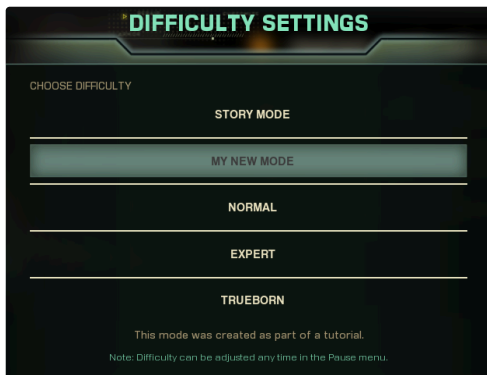 DIFFICULTY SETTINGS
CHOOSE DIFFICULTY
STORY MODE
MY NEW MODE
NORMAL
EXPERT
TRUEBORN
This mode was created as part of a tutorial.
Note: Difficulty can be adjusted any time in the Pause menu.